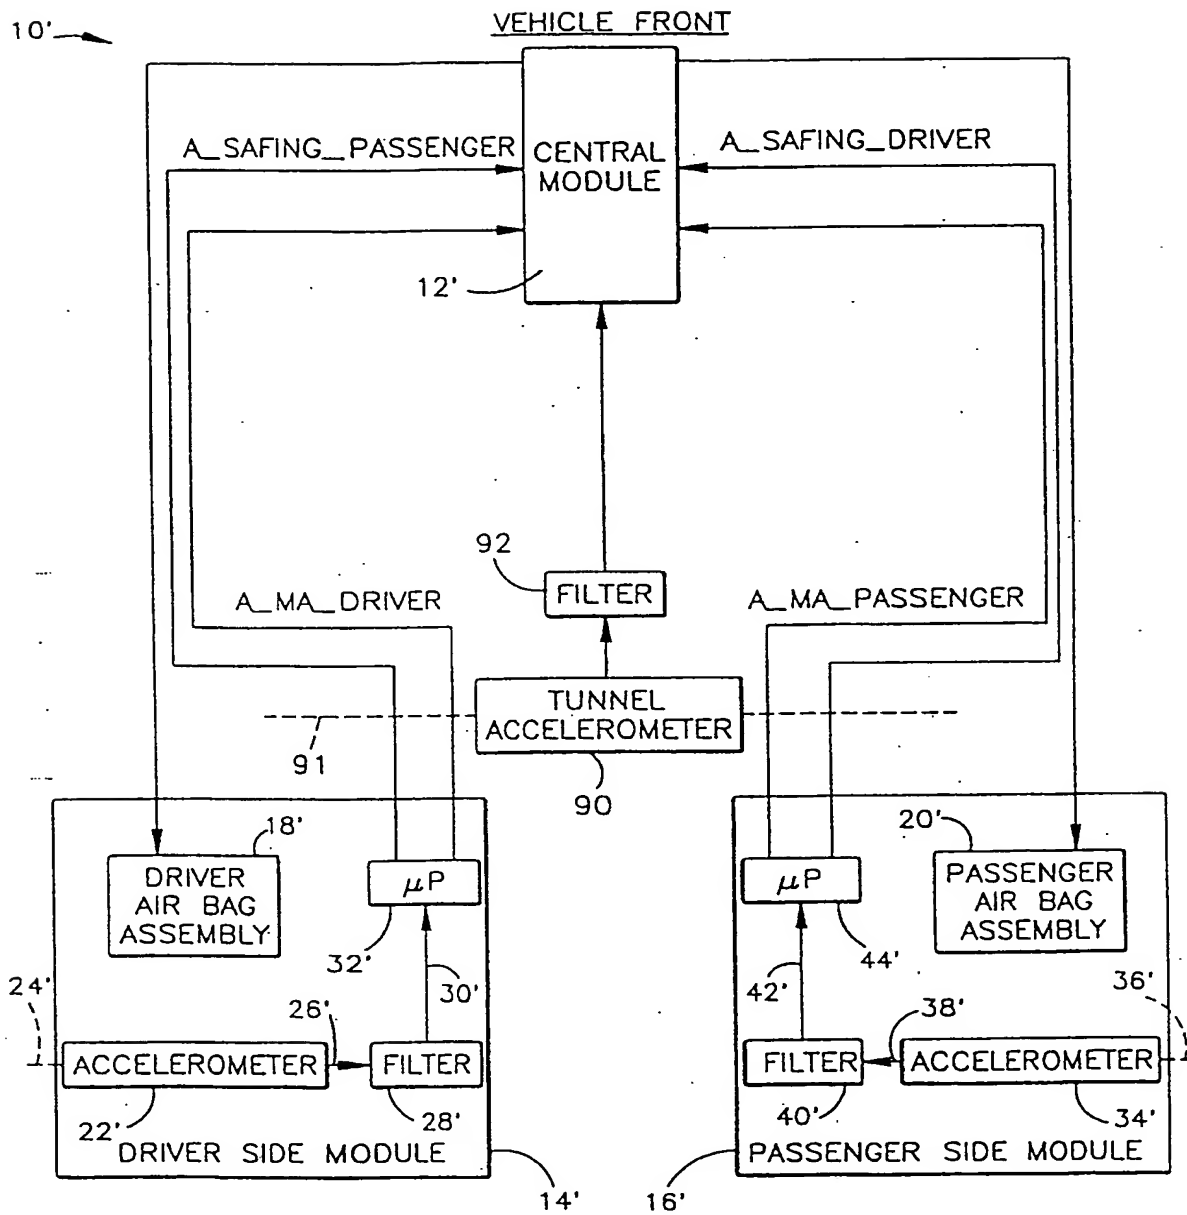 VEHICLE FRONT
10'
A_SAFING_PASSENGER
CENTRAL
MODULE
A_SAFING_DRIVER
12'
92
FILTER
A_MA_DRIVER
A_MA_PASSENGER
TUNNEL
ACCELEROMETER
91
90
18'
DRIVER
AIR BAG
ASSEMBLY
μP
32'
30'
24'
26'
ACCELEROMETER
FILTER
22'
28'
DRIVER SIDE MODULE
14'
20'
μP
PASSENGER
AIR BAG
ASSEMBLY
44'
42'
38'
36'
FILTER
ACCELEROMETER
40'
34'
PASSENGER SIDE MODULE
16'